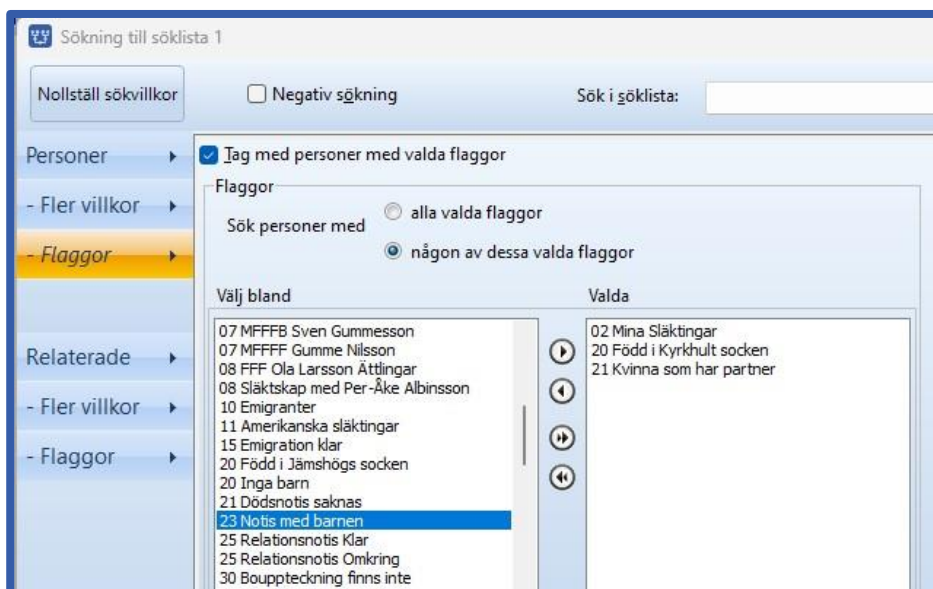 Sökning till söklista 1
Nollställ sökvillkor
Negativ sökning
Sök i söklista:
Personer
- Fler villkor
- Flaggor
Relaterade
- Fler villkor
- Flaggor
Tag med personer med valda flaggor
Flaggor
Sök personer med
alla valda flaggor
någon av dessa valda flaggor
Välj bland
07 MFFFB Sven Gummesson
07 MFFFF Gumme Nilsson
08 FFF Ola Larsson Ättlingar
08 Släktskap med Per-Åke Albinsson
10 Emigranter
11 Amerikanska släktingar
15 Emigration klar
20 Född i Jämshögs socken
20 Inga barn
21 Dödsnotis saknas
23 Notis med barnen
25 Relationsnotis Klar
25 Relationsnotis Omkring
30 Bouppteckning finns inte
Valda
02 Mina Släktingar
20 Född i Kyrkhult socken
21 Kvinna som har partner